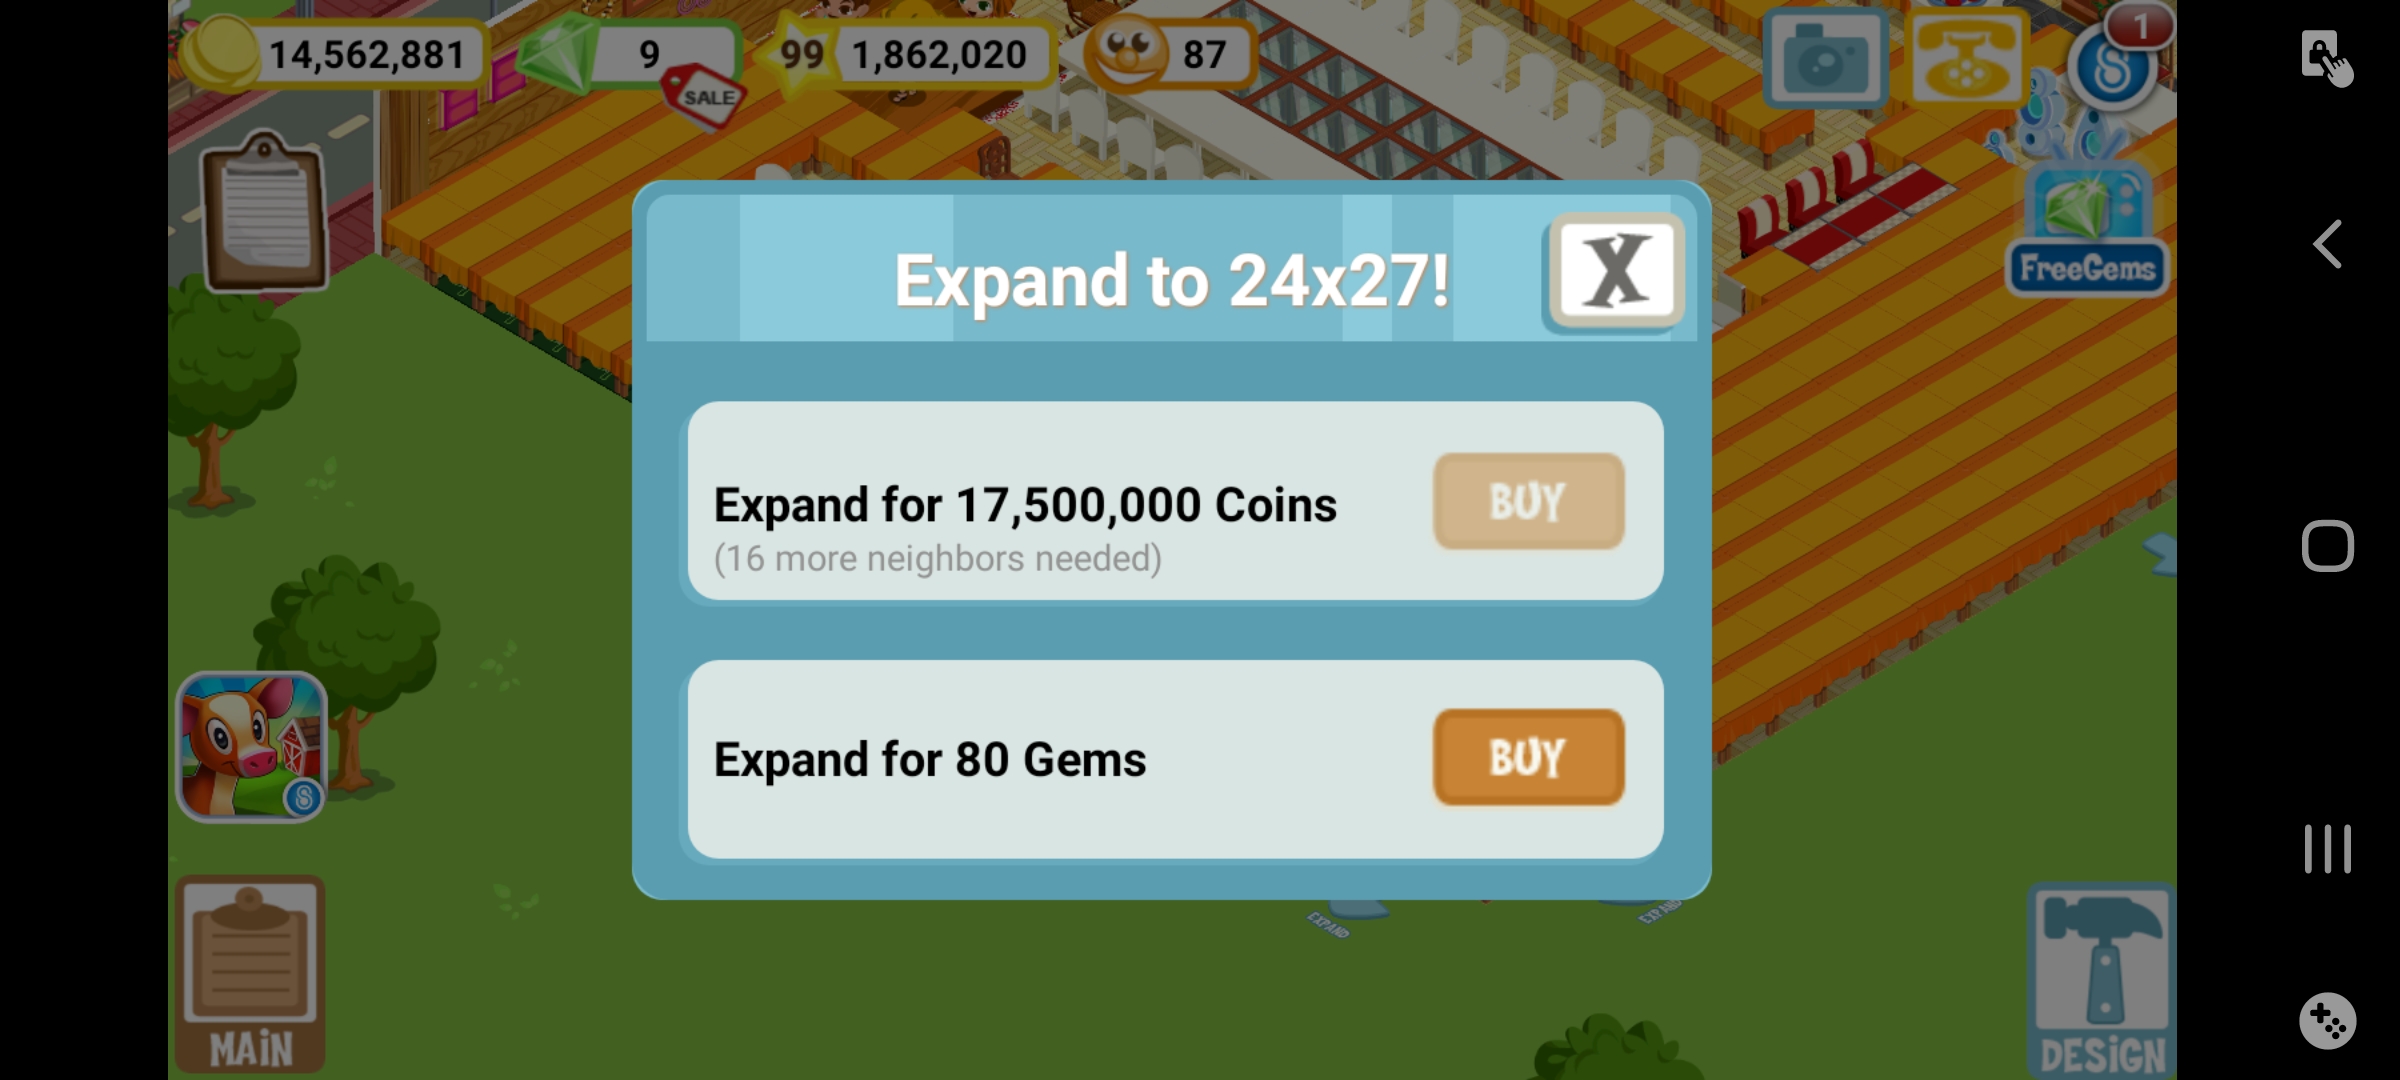 14,562,881
9
SALE
99
1,862,020
87
1
S
FreeGems
Expand to 24x27!
X
Expand for 17,500,000 Coins
(16 more neighbors needed)
BUY
Expand for 80 Gems
BUY
S
EXPAND
EXPAND
MAiN
DESiGN